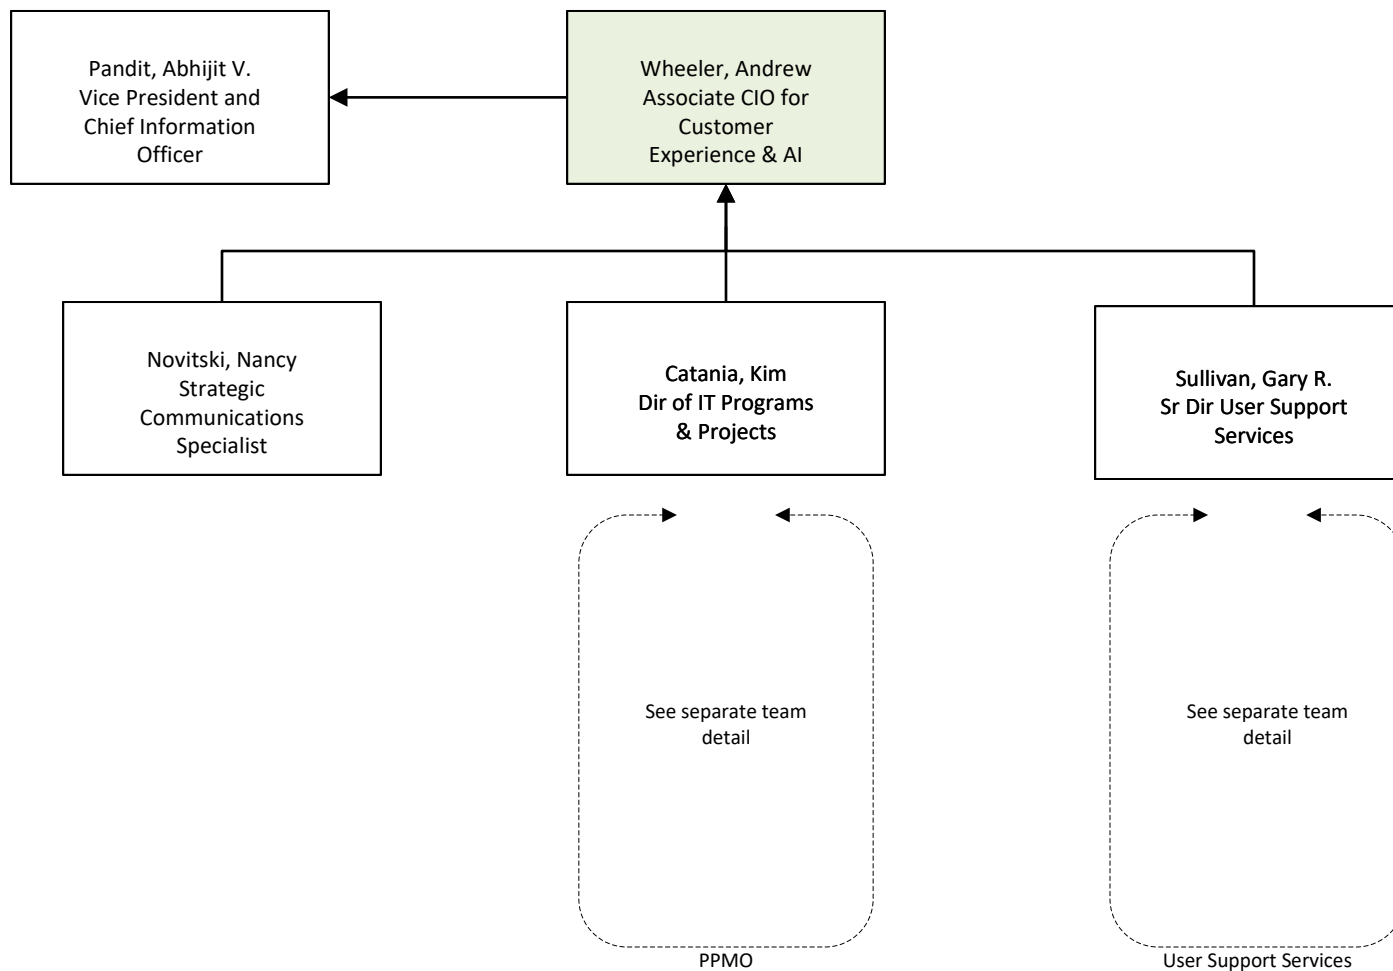 Pandit, Abhijit V.
Vice President and
Chief Information
Officer
Wheeler, Andrew
Associate CIO for
Customer
Experience & AI
Novitski, Nancy
Strategic
Communications
Specialist
Catania, Kim
Dir of IT Programs
& Projects
Sullivan, Gary R.
Sr Dir User Support
Services
See separate team
detail
See separate team
detail
PPMO
User Support Services